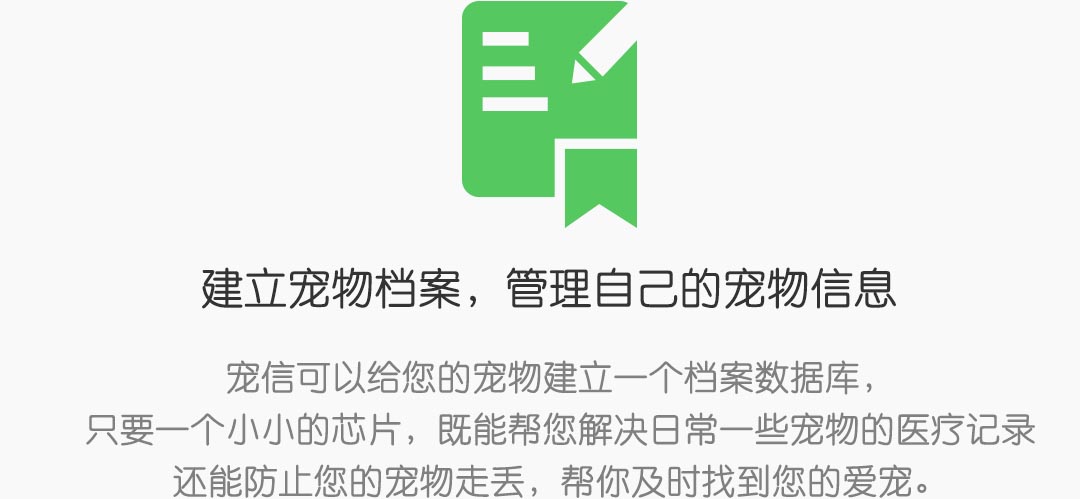 建立宠物档案，管理自己的宠物信息
宠信可以给您的宠物建立一个档案数据库，
只要一个小小的芯片，既能帮您解决日常一些宠物的医疗记录
还能防止您的宠物走丢，帮你及时找到您的爱宠。